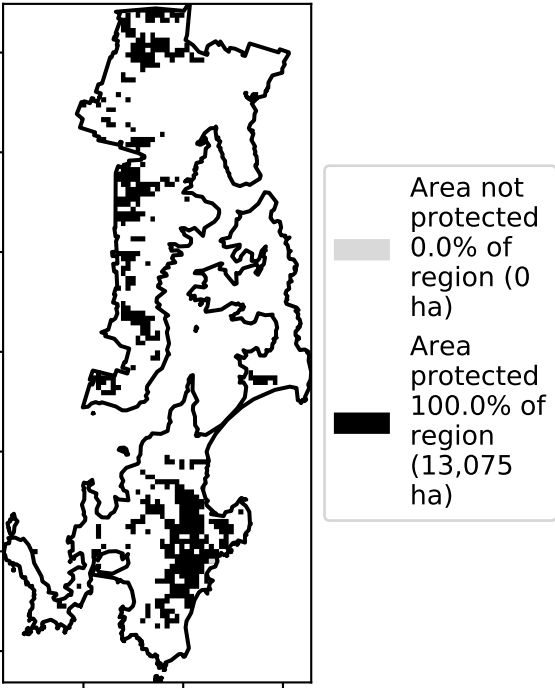 Area not
protected
0.0% of
region (0
ha)
Area
protected
100.0% of
region
(13,075
ha)